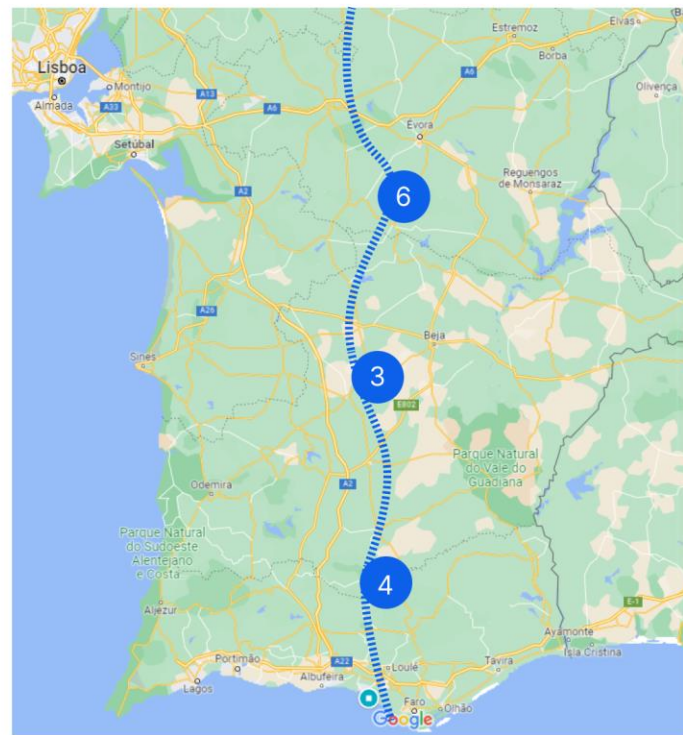 Estremoz
Elvas
Borba
Lisboa
Montijo
A13
A6
Olivença
Almada
A33
A6
Évora
Setúbal
Reguengos
de Monsaraz
A2
6
A26
Beja
Sines
3
E802
Parque Natural
do Vale do
Guadiana
A2
Odemira
Parque Natural
do Sudoeste
Alentejano
e Costa
4
Aljezur
E-1
Ayamonte
Isla Cristina
A22
Portimão
Loulé
Tavira
Lagos
Albufeira
Faro
Olhão
Google